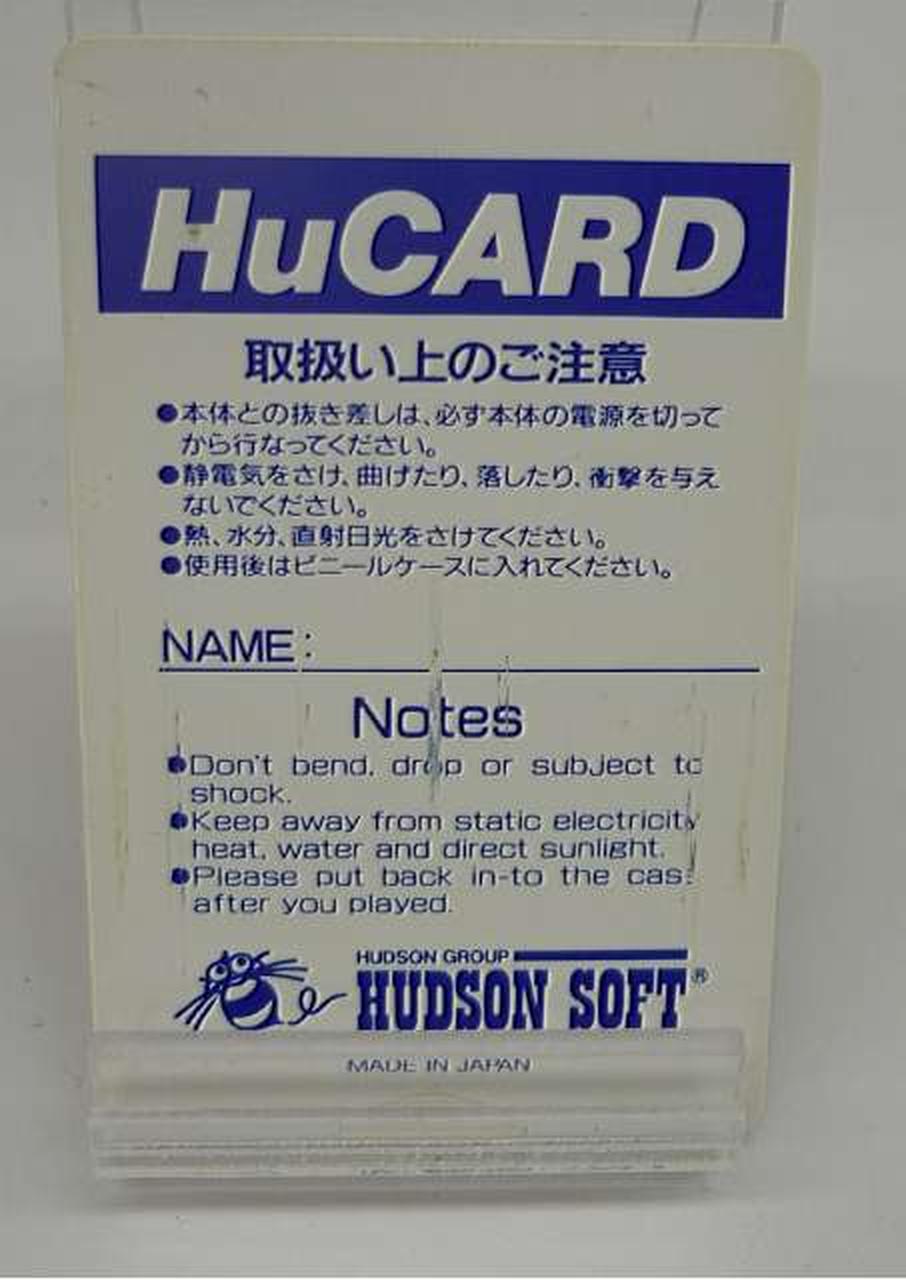 HuCARD
取扱い上のご注意
●本体との抜き差しは、必ず本体の電源を切って
から行なってください。
●静電気をさけ、曲げたり、落したり、衝撃を与え
ないでください。
●熱、水分、直射日光をさけてください。
●使用後はビニールケースに入れてください。
NAME:
Notes
●Don't bend, drop or subject to
shock.
●Keep away from static electricity
heat, water and direct sunlight.
●Please put back in-to the case
after you played.
HUDSON GROUP
HUDSON SOFT®
MADE IN JAPAN